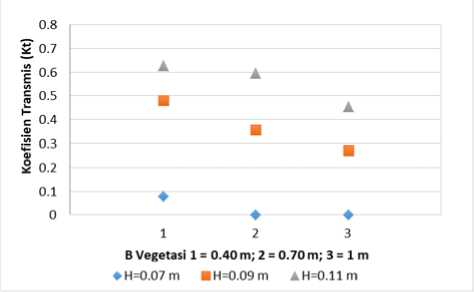 Koefisien Transmis (Kt)
0.8
0.7
0.6
0.5
0.4
0.3
0.2
0.1
0
1 2 3
B Vegetasi 1 = 0.40 m; 2 = 0.70 m; 3 = 1 m
H=0.07 m H=0.09 m H=0.11 m